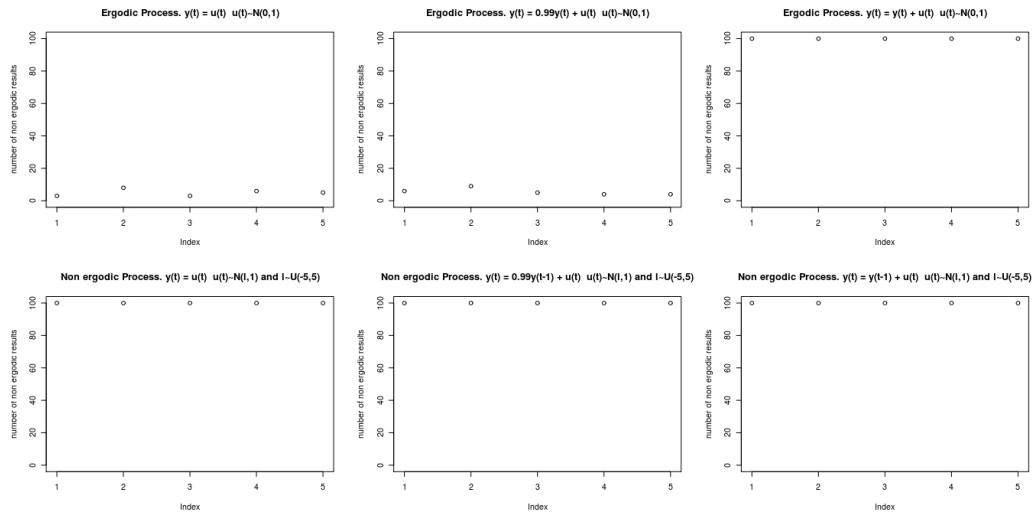 Ergodic Process. y(t) = u(t)  u(t)~N(0,1)
number of non ergodic results
100
80
60
40
20
0
1 2 3 4 5
Index
Ergodic Process. y(t) = 0.99y(t) + u(t)  u(t)~N(0,1)
number of non ergodic results
100
80
60
40
20
0
1 2 3 4 5
Index
Ergodic Process. y(t) = y(t) + u(t)  u(t)~N(0,1)
number of non ergodic results
100
80
60
40
20
0
1 2 3 4 5
Index
Non ergodic Process. y(t) = u(t)  u(t)~N(l,1) and l~U(-5,5)
number of non ergodic results
100
80
60
40
20
0
1 2 3 4 5
Index
Non ergodic Process. y(t) = 0.99y(t-1) + u(t)  u(t)~N(l,1) and l~U(-5,5)
number of non ergodic results
100
80
60
40
20
0
1 2 3 4 5
Index
Non ergodic Process. y(t) = y(t-1) + u(t)  u(t)~N(l,1) and l~U(-5,5)
number of non ergodic results
100
80
60
40
20
0
1 2 3 4 5
Index